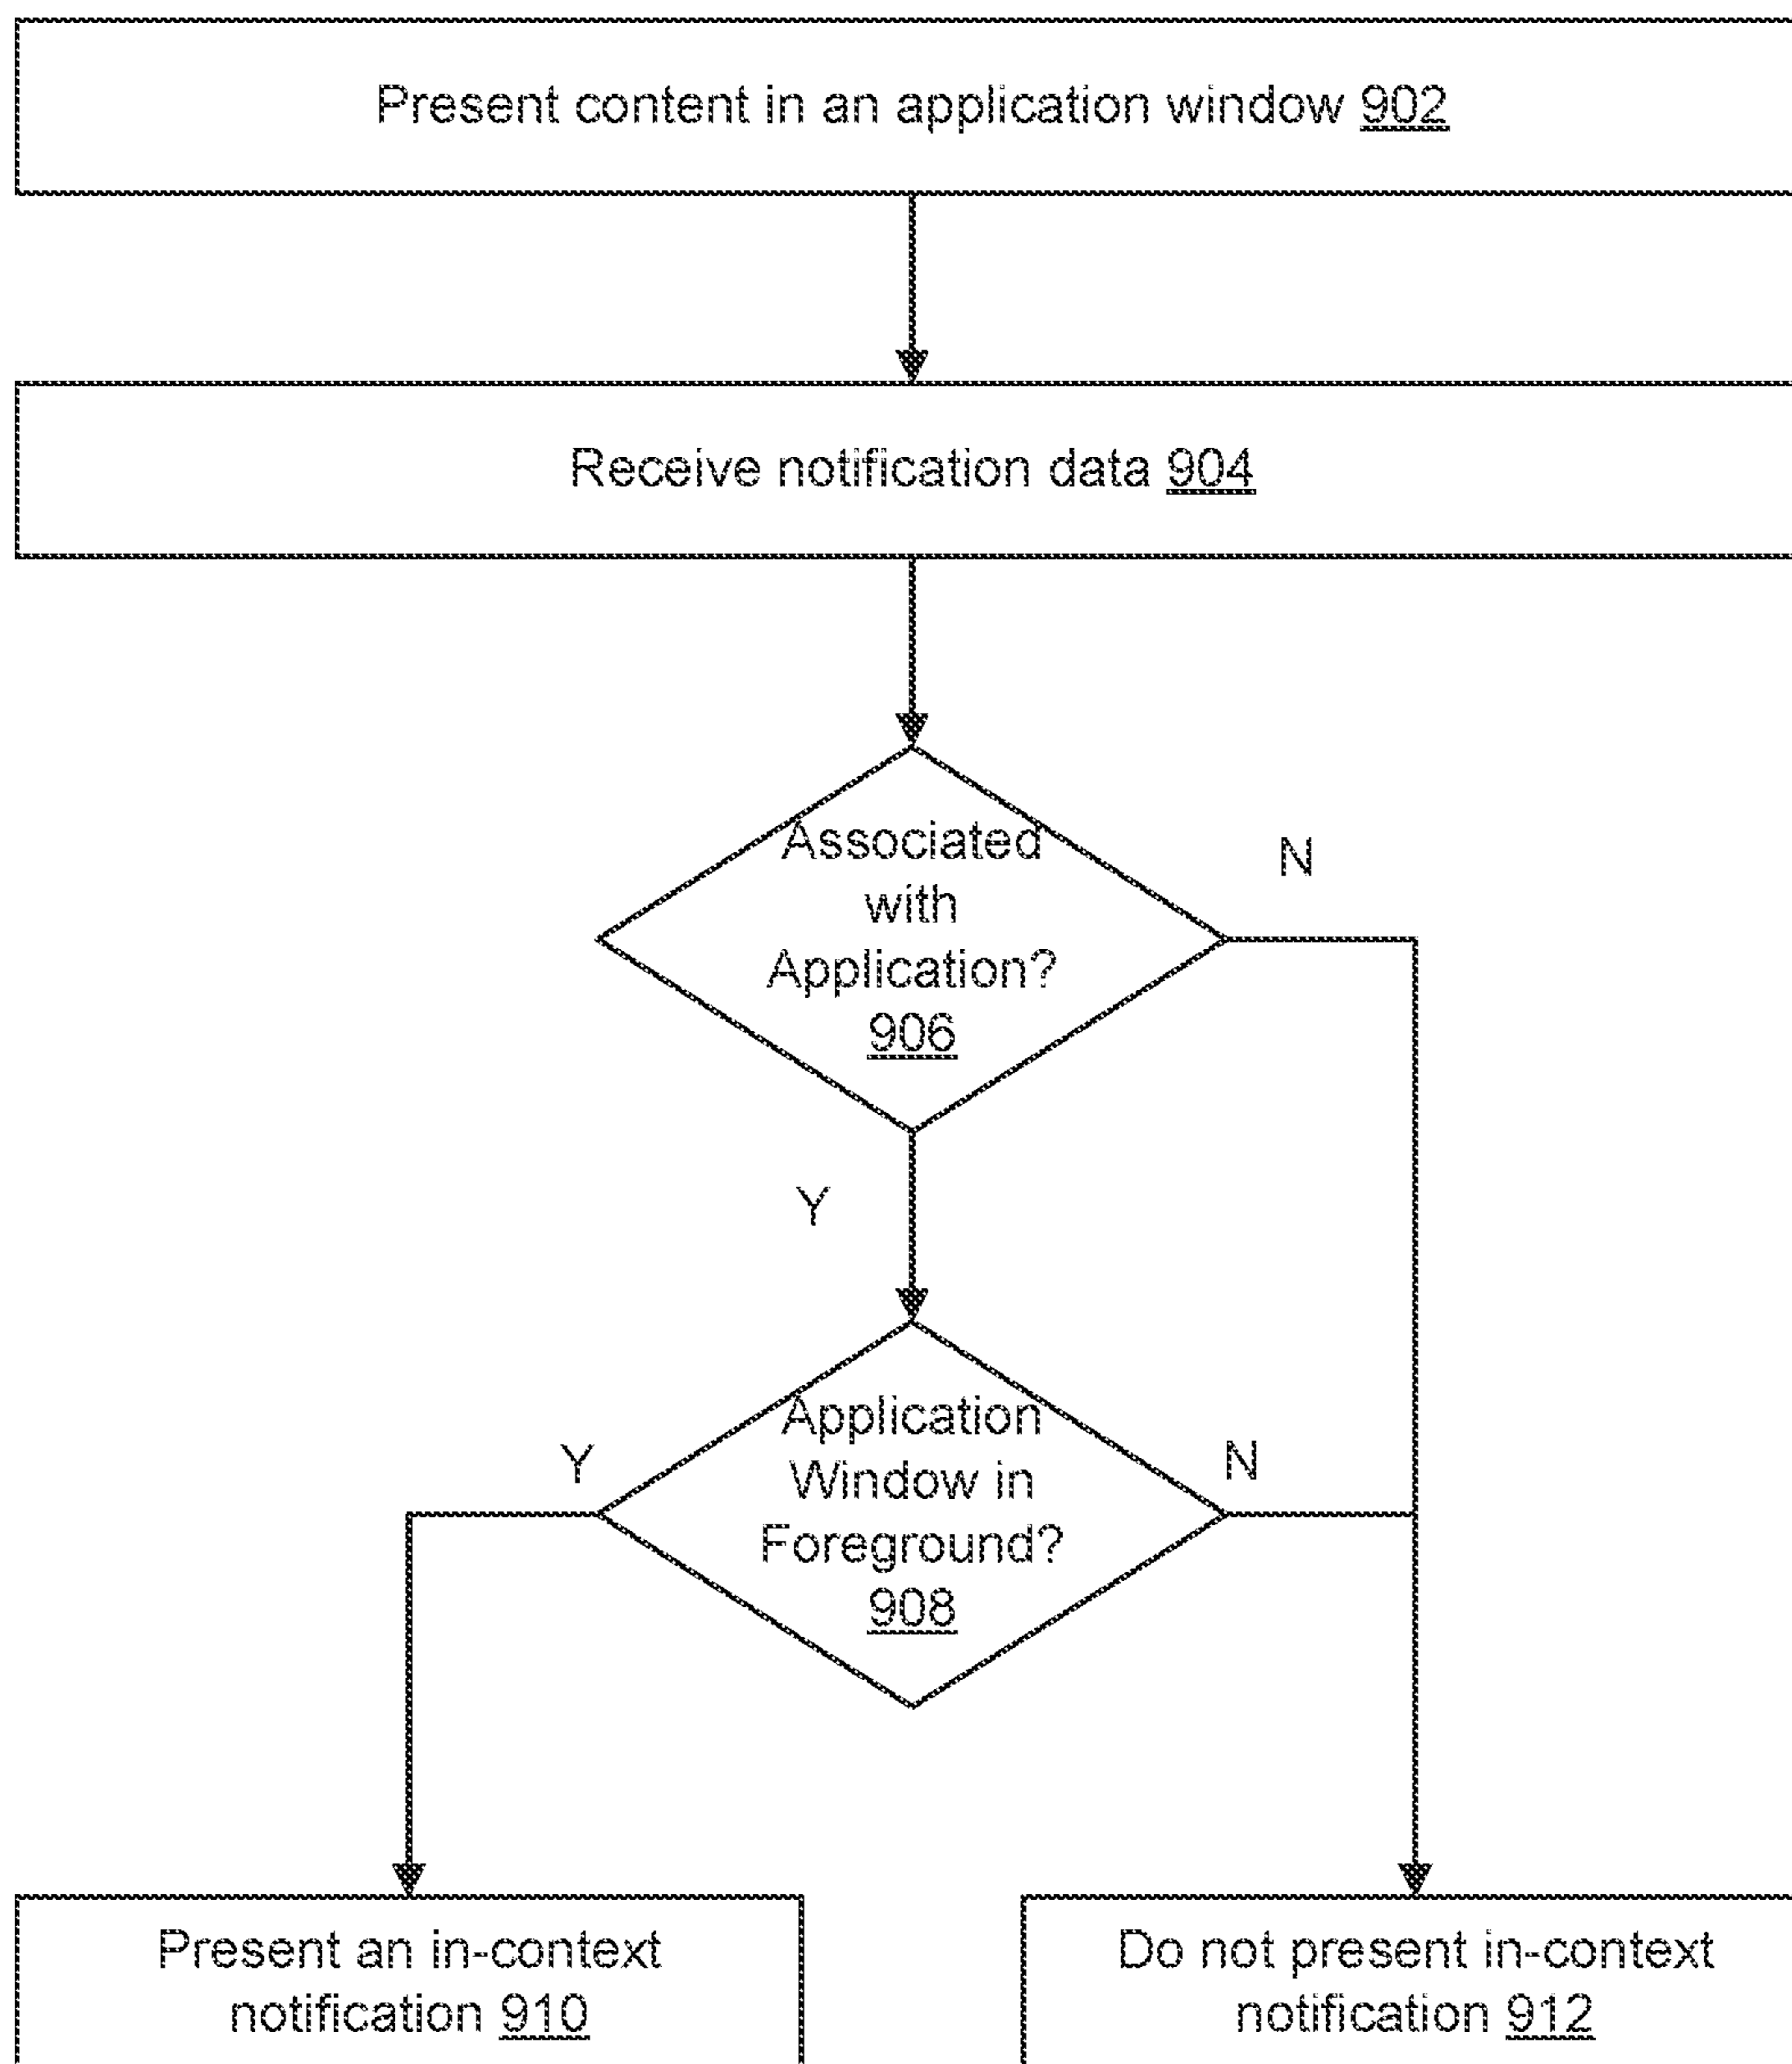 Present content in an application window 902
Receive notification data 904
Associated
with
Application?
906
N
Y
Application
Window in
Foreground?
908
Y
N
Present an in-context
notification 910
Do not present in-context
notification 912